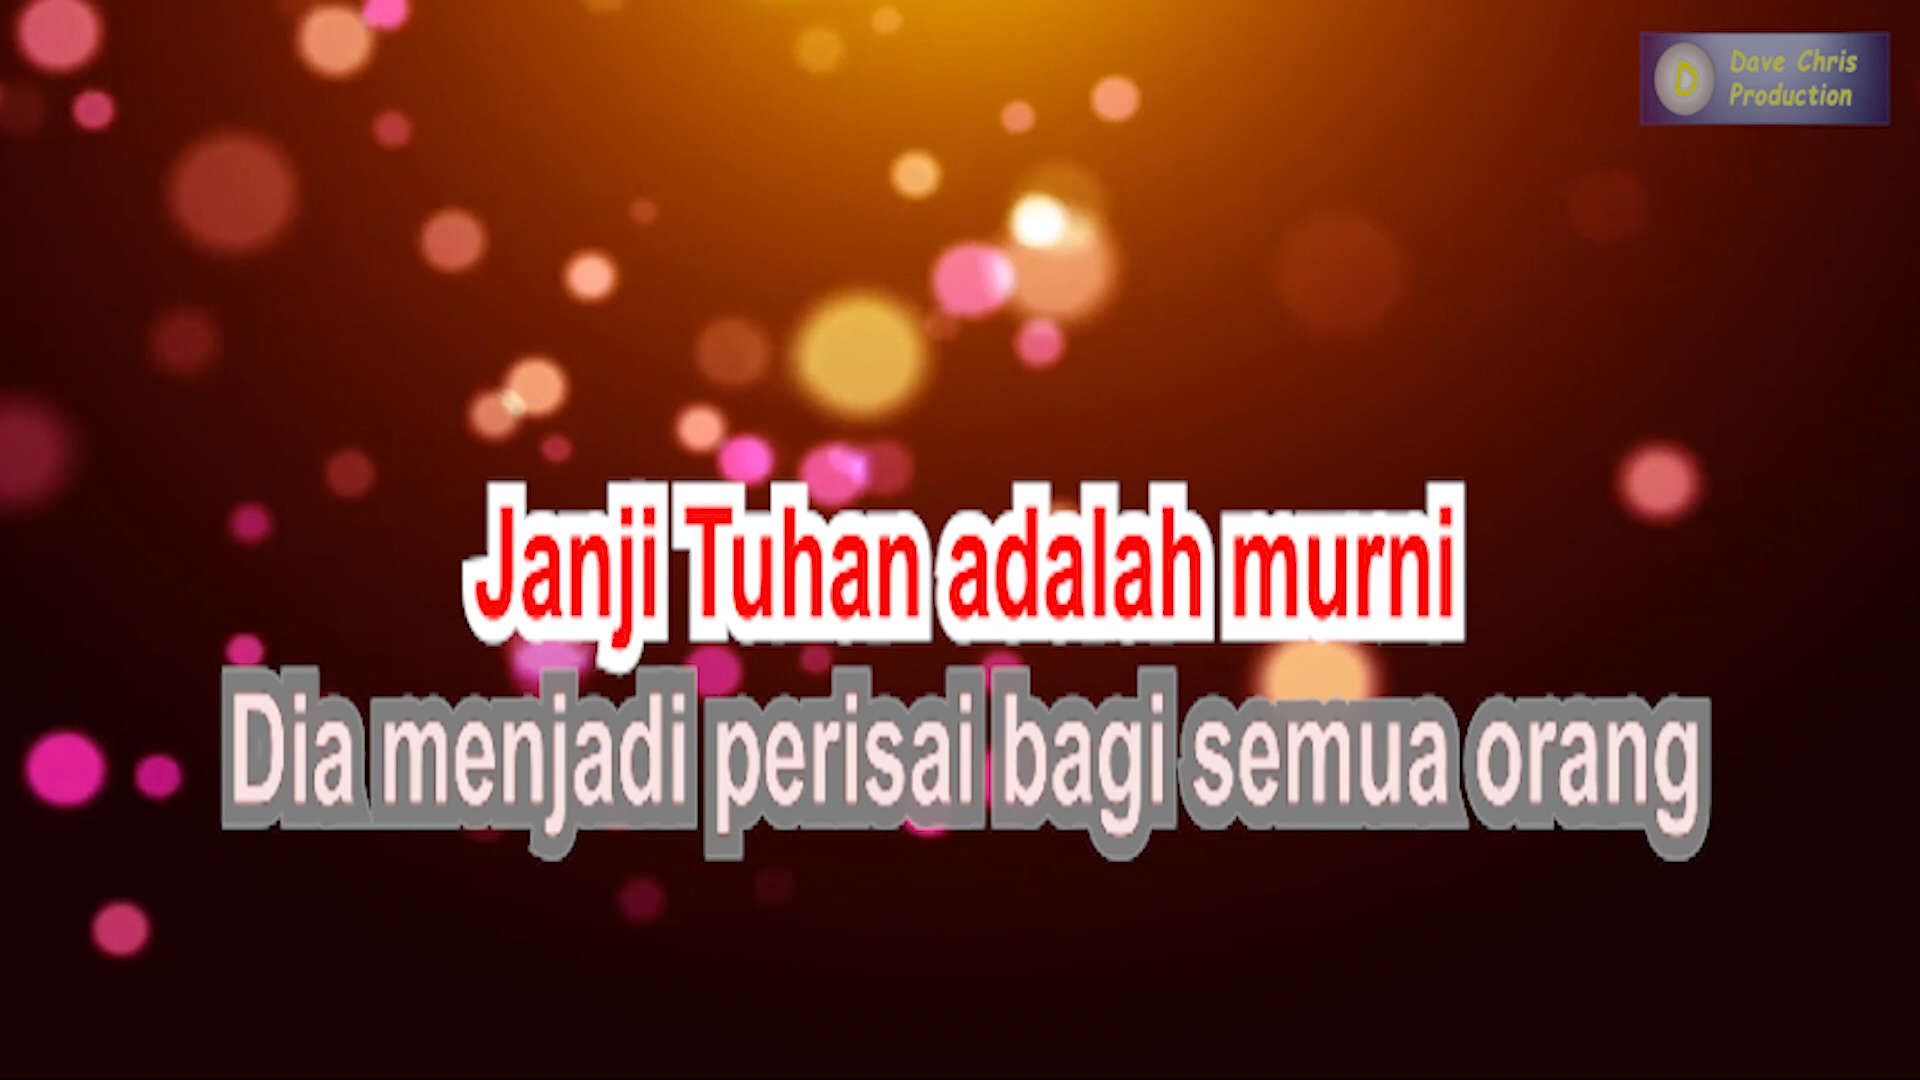 Dave Chris
D
Production
Janji Tuhan adalah murni
Dia menjadi perisai bagi semua orang